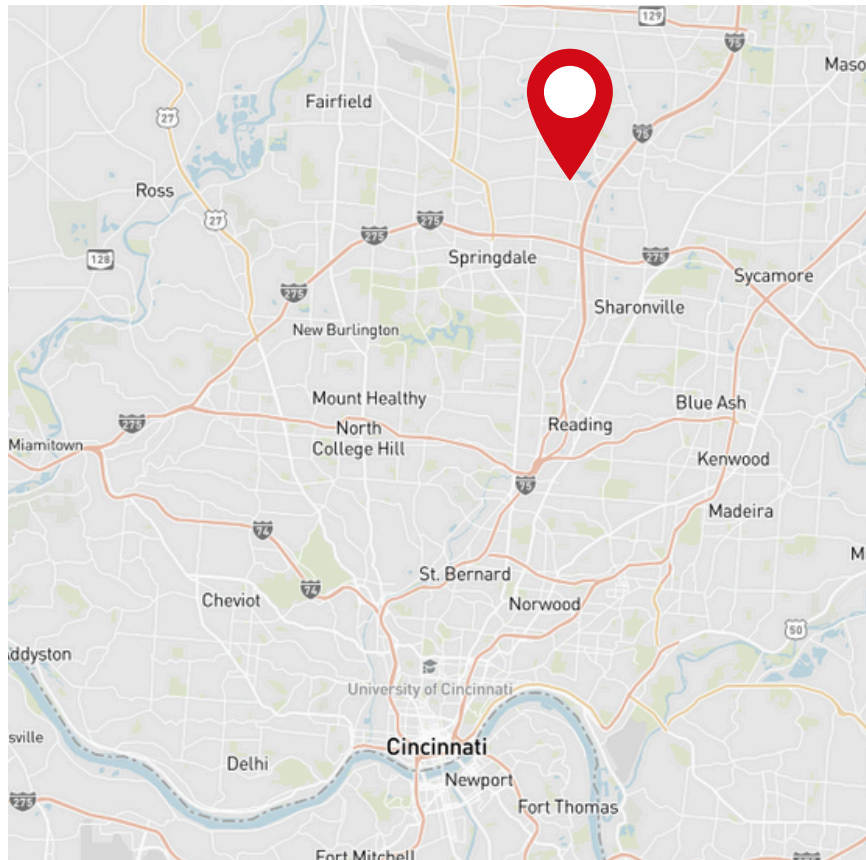 129
75
Maso
Fairfield
27
75
Ross
27
275
275
128
Springdale
275
Sycamore
275
Sharonville
New Burlington
Mount Healthy
Blue Ash
275
North
College Hill
Reading
Miamitown
Kenwood
75
Madeira
74
M
St. Bernard
74
Cheviot
Norwood
50
Addyston
University of Cincinnati
sville
Cincinnati
Delhi
Newport
275
Fort Thomas
Fort Mitchell